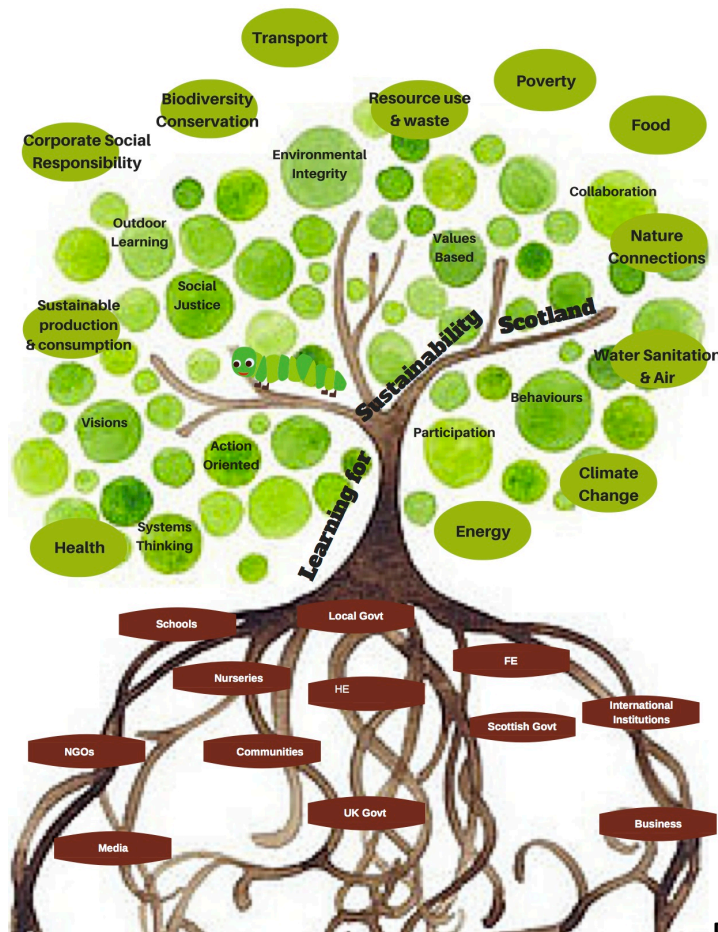 Transport
Poverty
Biodiversity
Conservation
Resource use
& waste
Food
Corporate Social
Responsibility
Environmental
Integrity
Collaboration
Outdoor
Learning
Values
Based
Nature
Connections
Social
Justice
Sustainable
production
& consumption
Scotland
Sustainability
Water Sanitation
& Air
Behaviours
Visions
Participation
Action
Oriented
Learning for
Climate
Change
Systems
Thinking
Energy
Health
Schools
Local Govt
FE
Nurseries
HE
International
Institutions
Scottish Govt
NGOs
Communities
UK Govt
Business
Media